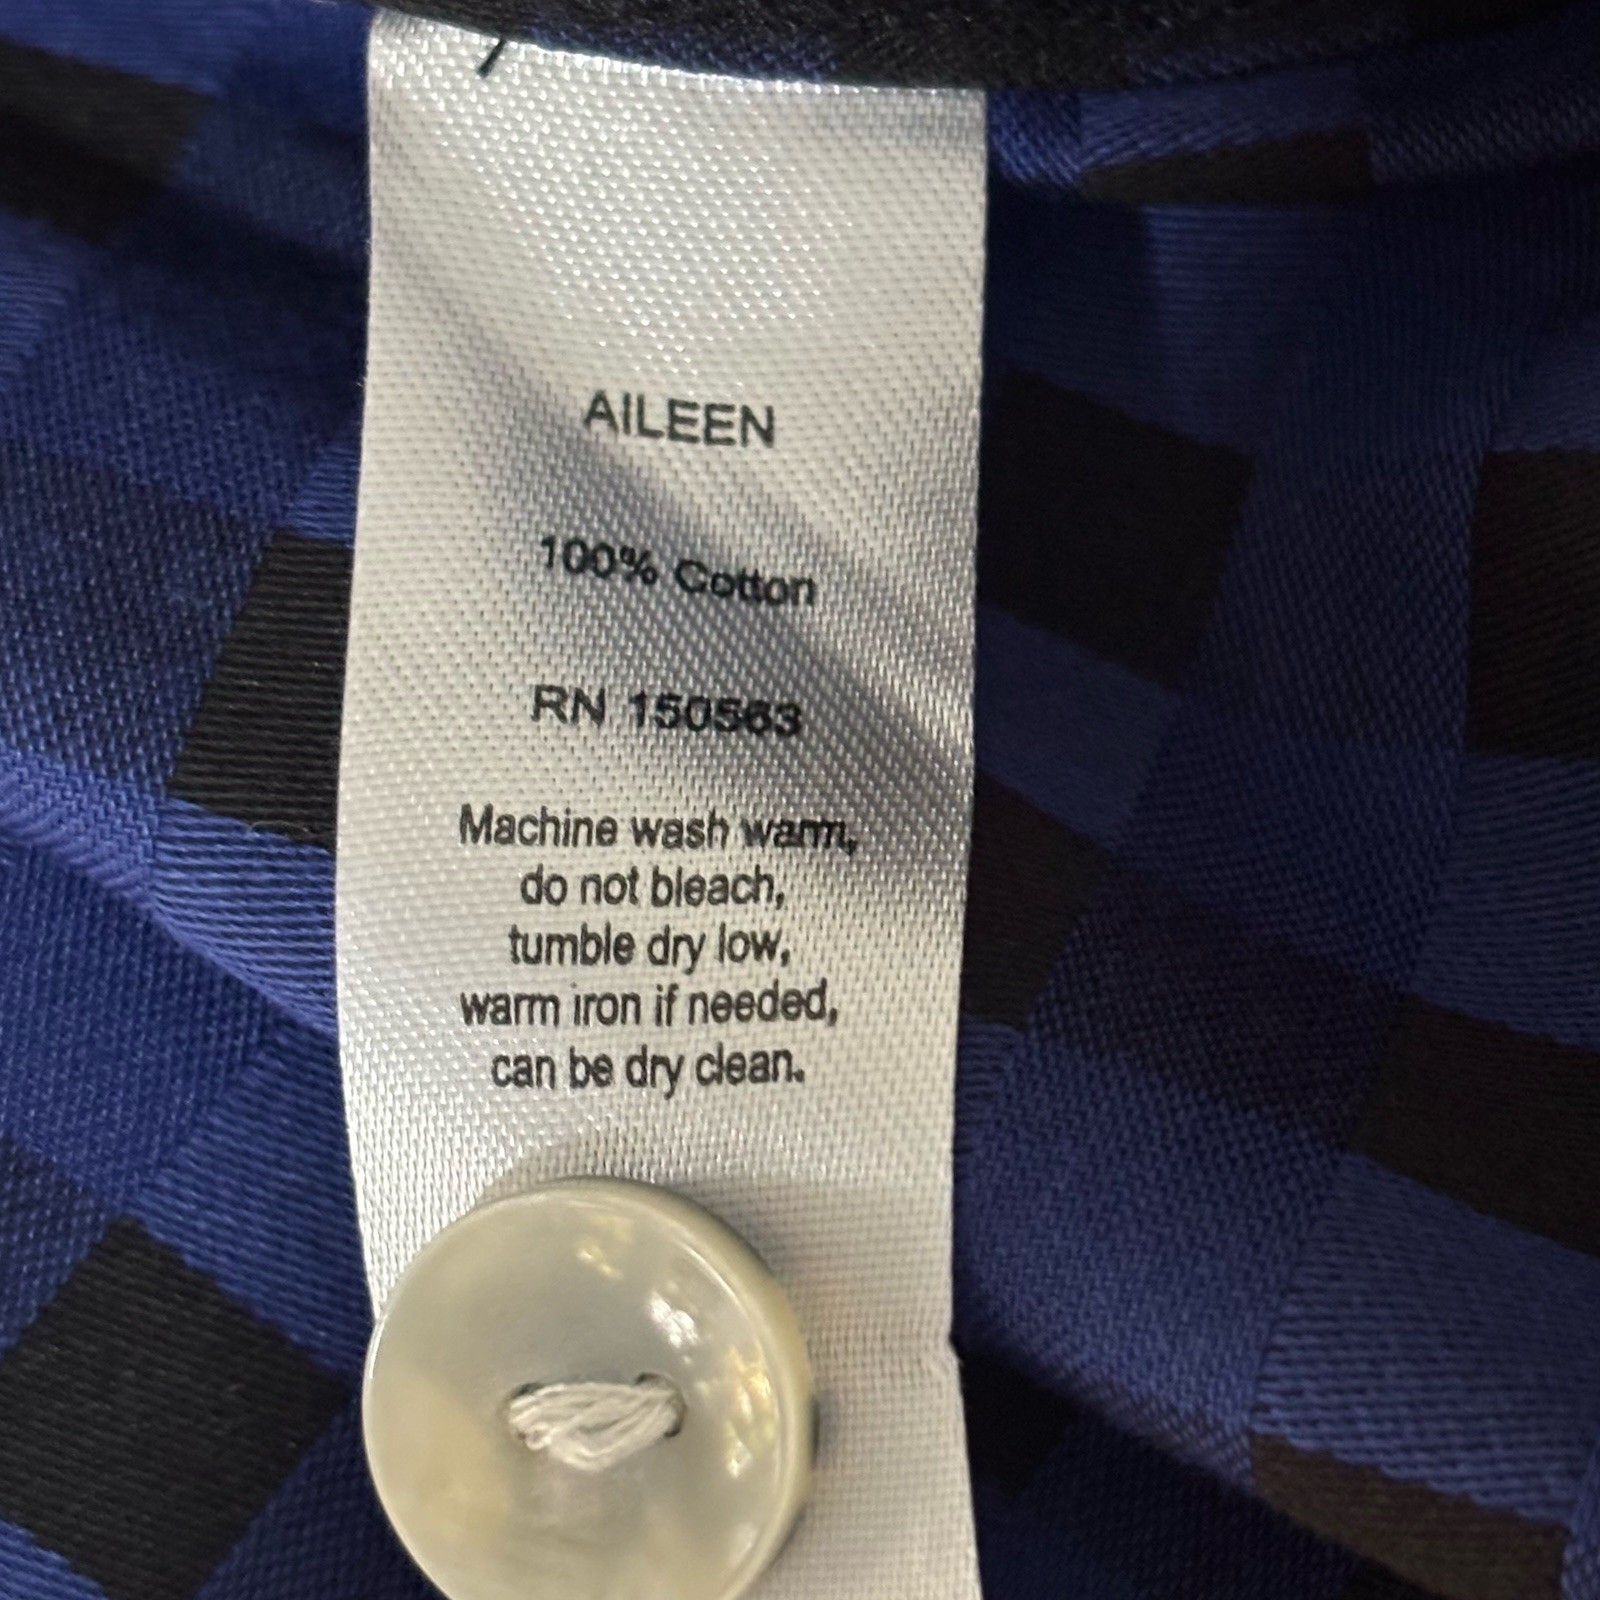 AILEEN
100% Cotton
RN 150563
Machine wash warm,
do not bleach,
tumble dry low,
warm iron if needed,
can be dry clean.